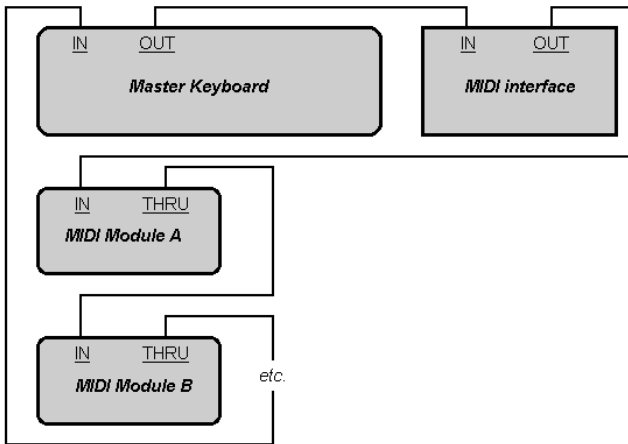 IN OUT IN OUT
Master Keyboard MIDI interface
IN THRU
MIDI Module A
IN THRU
etc.
MIDI Module B